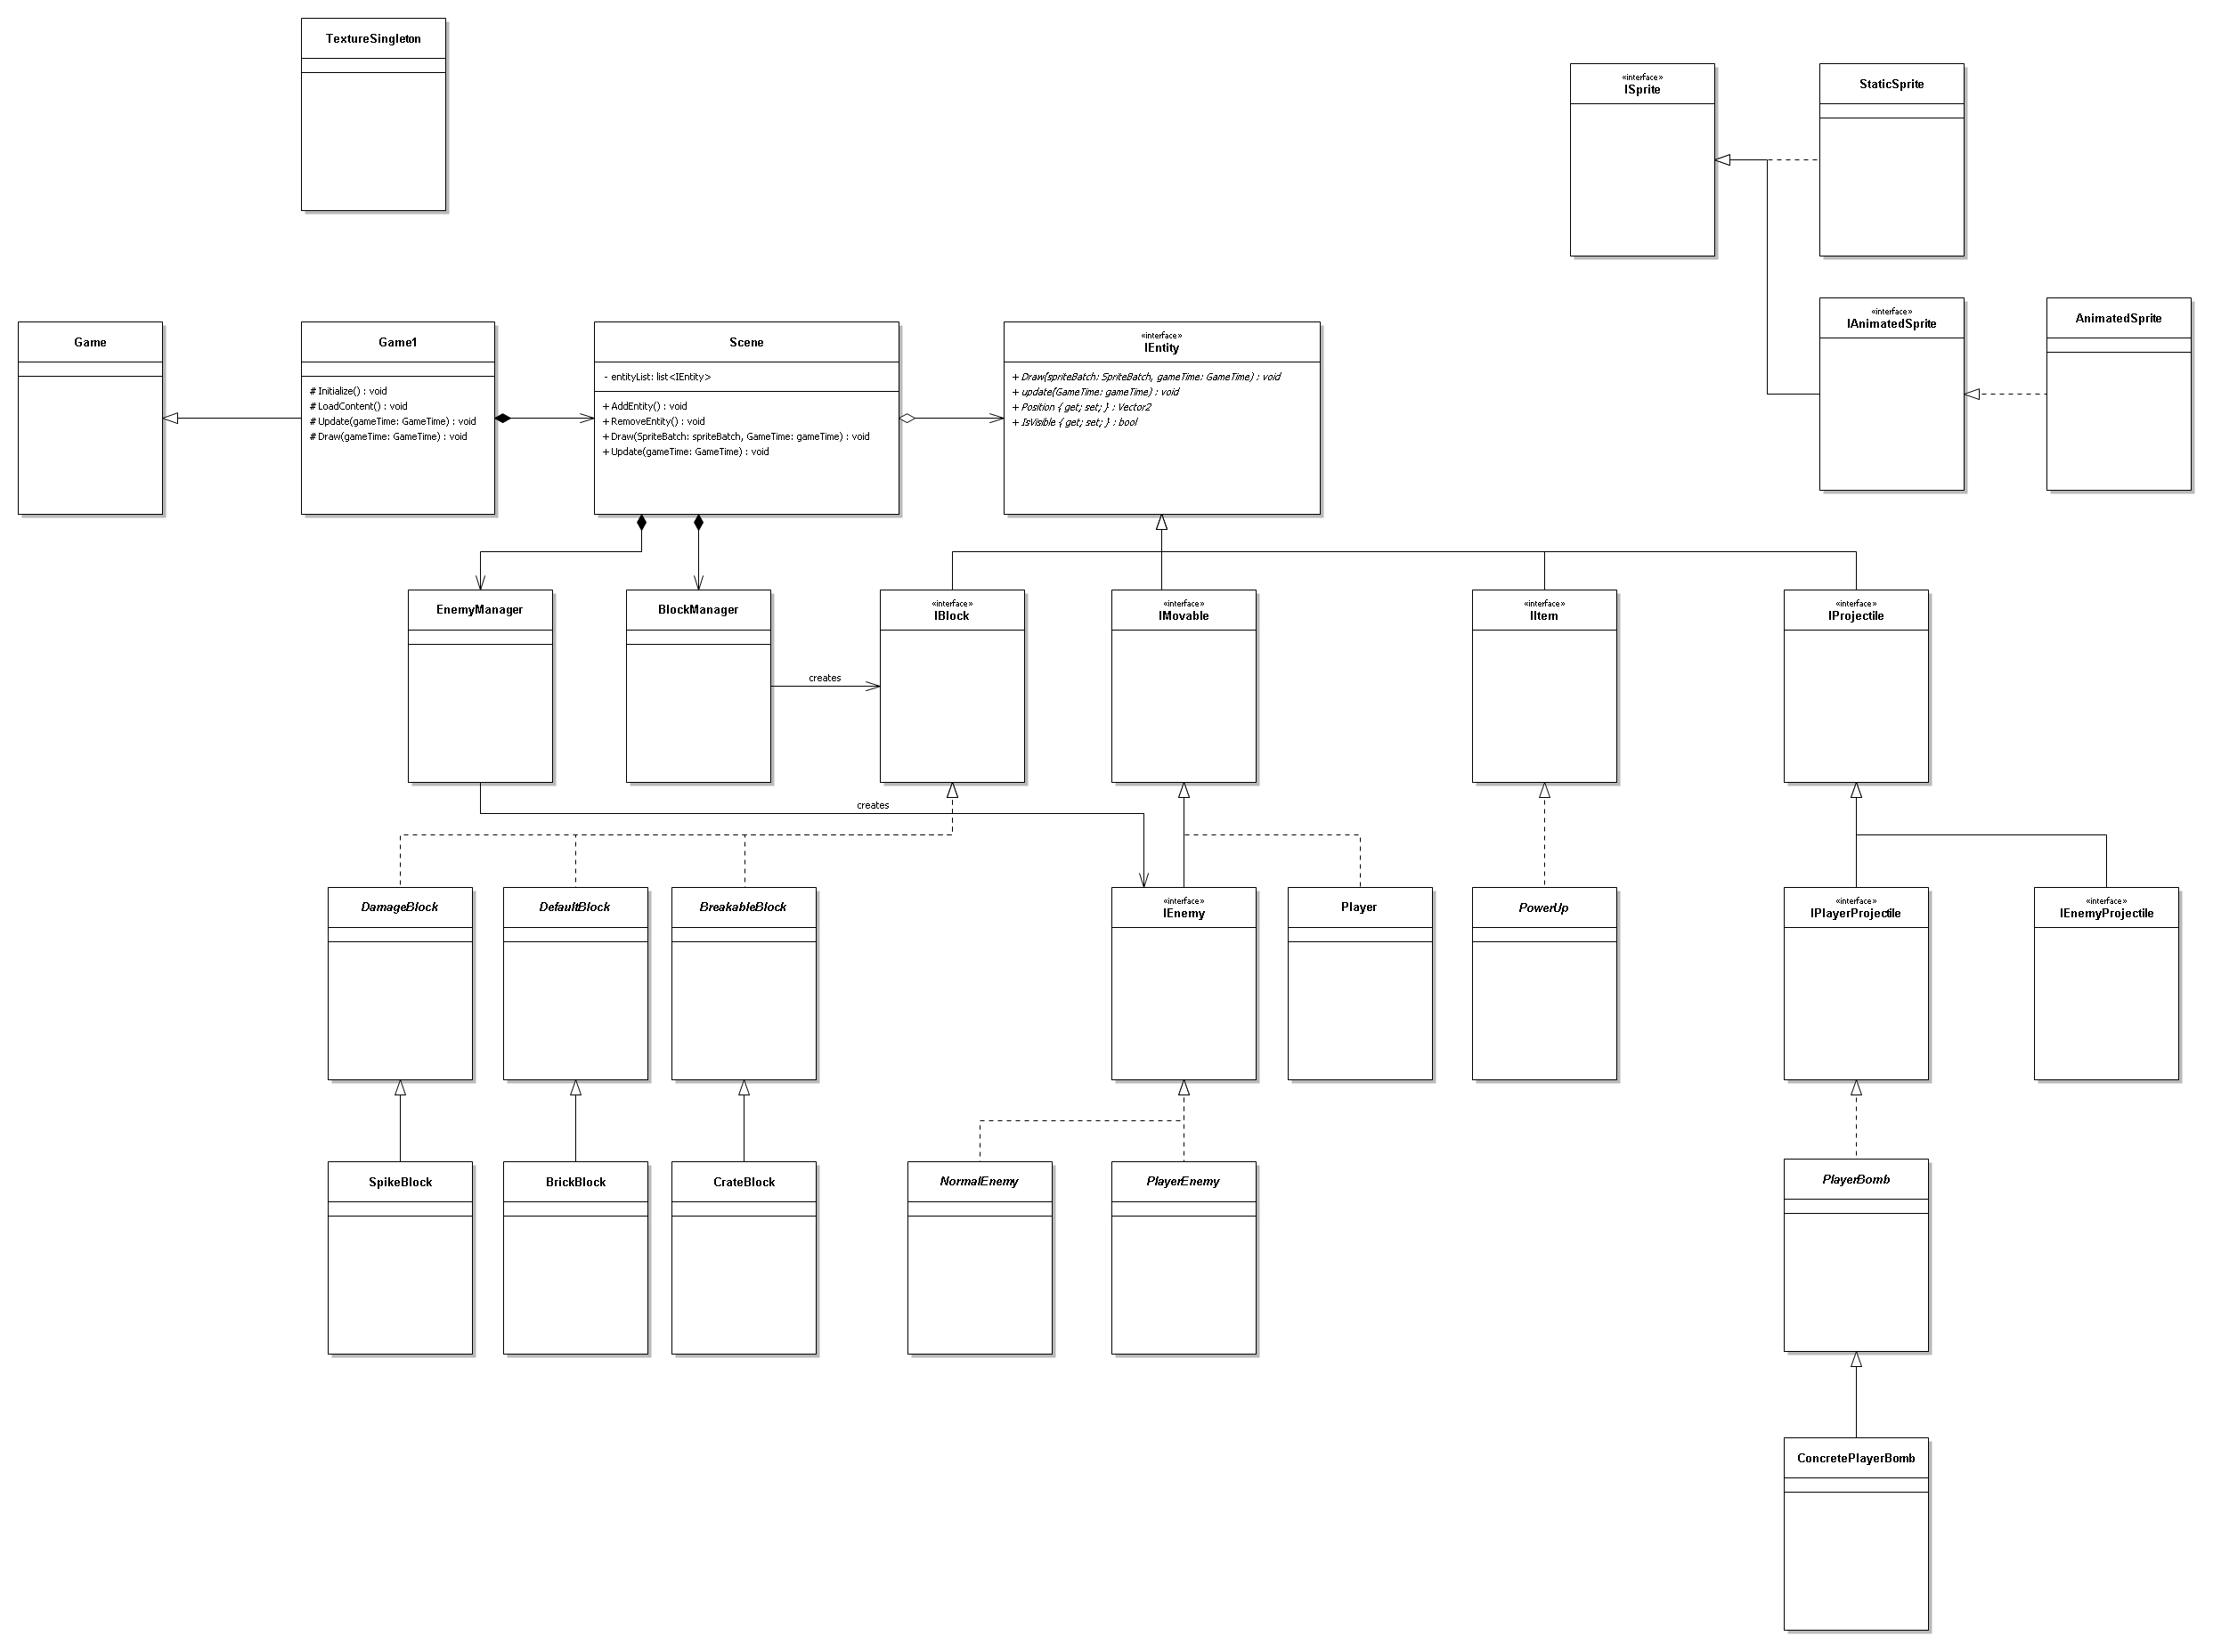 TextureSingleton
«interface»
ISprite
StaticSprite
«interface»
IAnimatedSprite
AnimatedSprite
Game
Game1
# Initialize() : void
# LoadContent() : void
# Update(gameTime: GameTime) : void
# Draw(gameTime: GameTime) : void
Scene
- entityList: list<IEntity>
+ AddEntity() : void
+ RemoveEntity() : void
+ Draw(SpriteBatch: spriteBatch, GameTime: gameTime) : void
+ Update(gameTime: GameTime) : void
«interface»
IEntity
+ Draw(spriteBatch: SpriteBatch, gameTime: GameTime) : void
+ update(GameTime: gameTime) : void
+ Position { get; set; } : Vector2
+ IsVisible { get; set; } : bool
EnemyManager
BlockManager
«interface»
IBlock
«interface»
IMovable
«interface»
IItem
«interface»
IProjectile
creates
creates
DamageBlock
DefaultBlock
BreakableBlock
«interface»
IEnemy
Player
PowerUp
«interface»
IPlayerProjectile
«interface»
IEnemyProjectile
SpikeBlock
BrickBlock
CrateBlock
NormalEnemy
PlayerEnemy
PlayerBomb
ConcretePlayerBomb